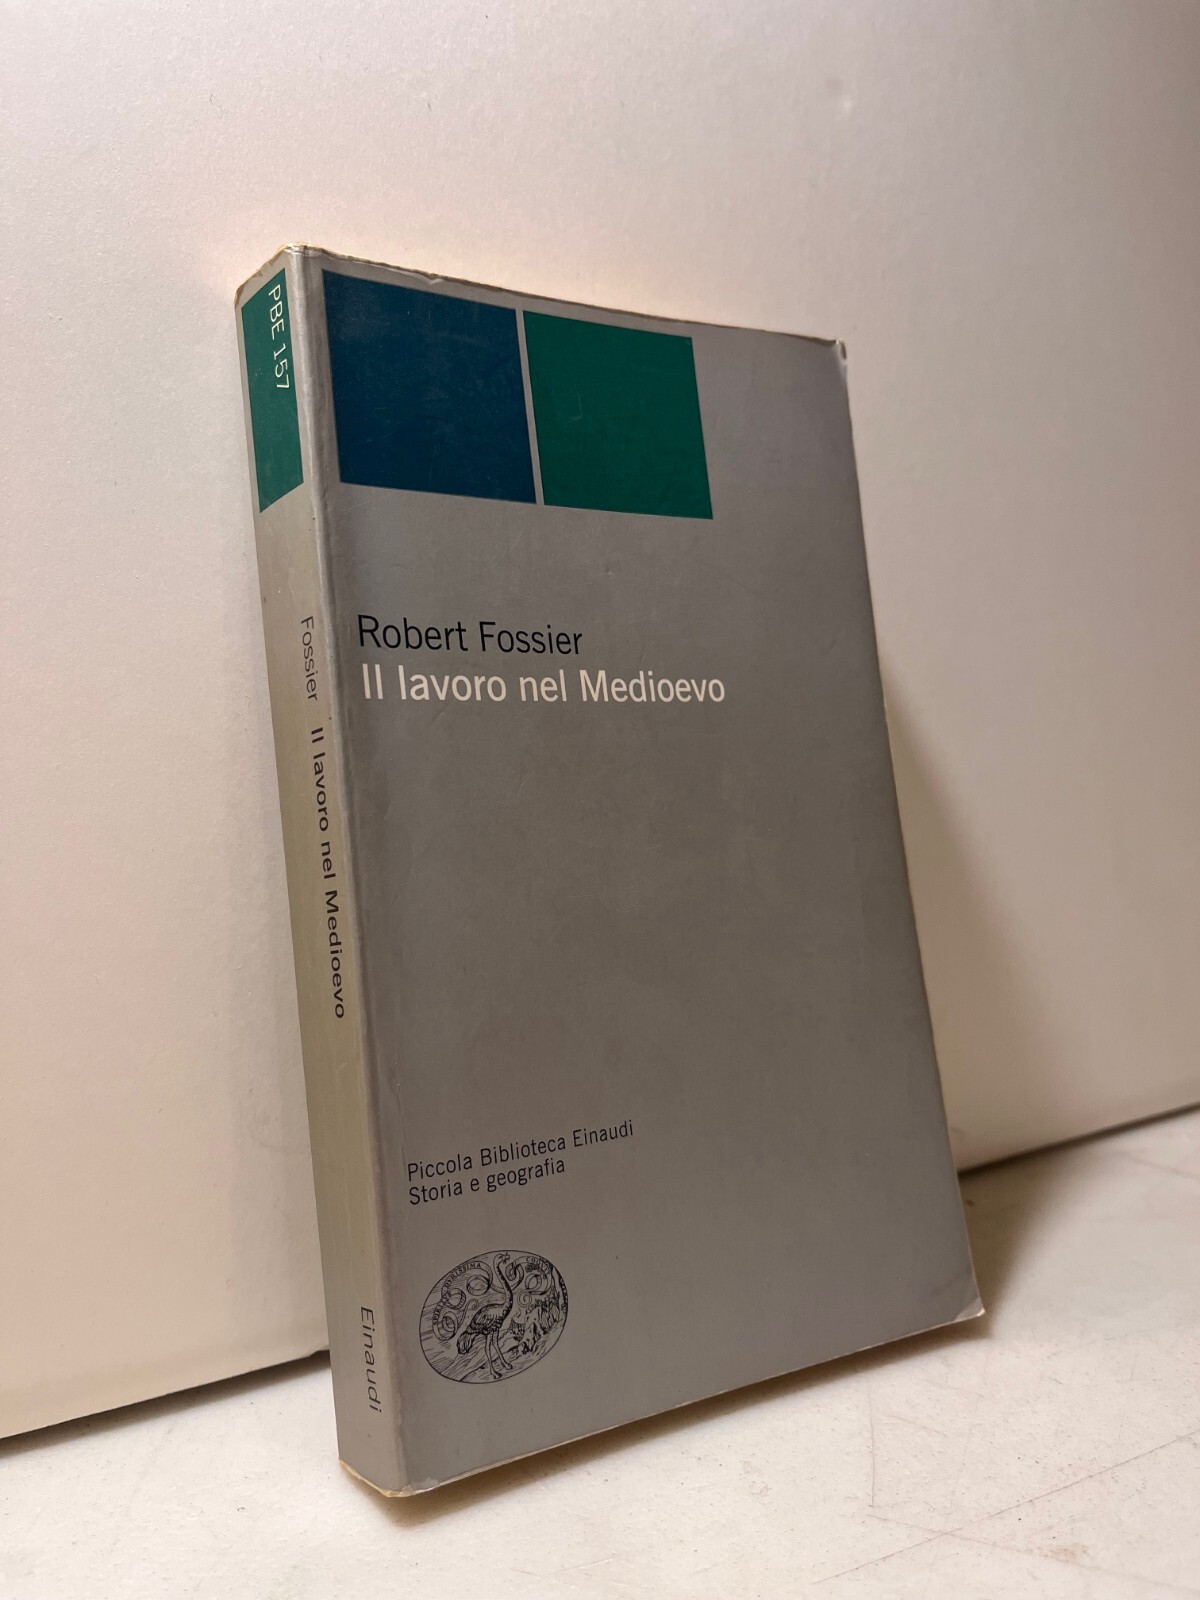 PBE 157
Fossier Il lavoro nel Medioevo
Einaudi
Robert Fossier
Il lavoro nel Medioevo
Piccola Biblioteca Einaudi
Storia e geografia